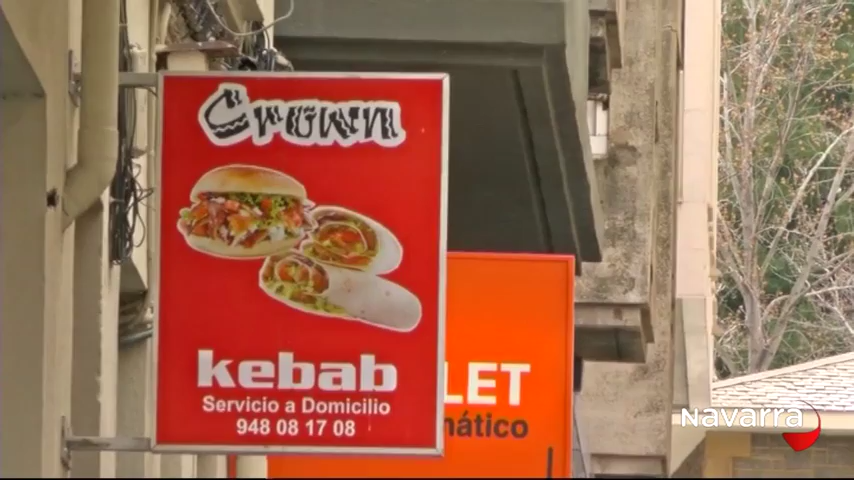 Crown
kebab
Servicio a Domicilio
948 08 17 08
LET
mático
Navarra